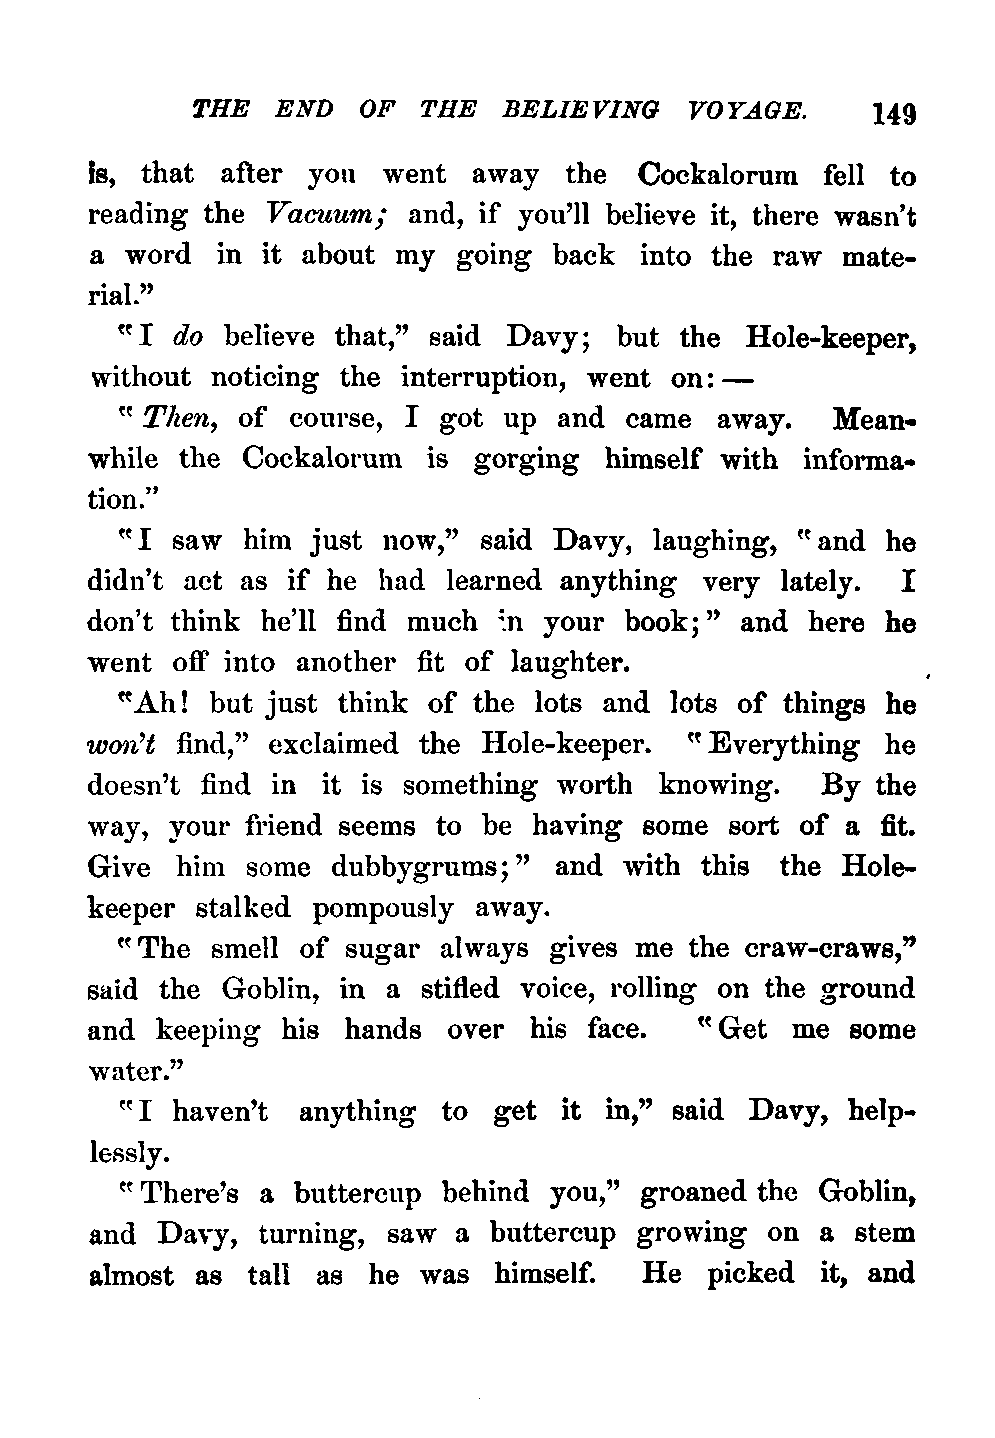 THE END OF THE BELIEVING VOYAGE. 149
is, that after you went away the Cockalorum fell to
reading the Vacuum; and, if you'll believe it, there wasn't
a word in it about my going back into the raw mate-
rial."
"I do believe that," said Davy; but the Hole-keeper,
without noticing the interruption, went on: —
"Then, of course, I got up and came away. Mean-
while the Cockalorum is gorging himself with informa-
tion."
"I saw him just now," said Davy, laughing, "and he
didn't act as if he had learned anything very lately. I
don't think he'll find much in your book;" and here he
went off into another fit of laughter.
"Ah! but just think of the lots and lots of things he
won't find," exclaimed the Hole-keeper. "Everything he
doesn't find in it is something worth knowing. By the
way, your friend seems to be having some sort of a fit.
Give him some dubbygrums;" and with this the Hole-
keeper stalked pompously away.
"The smell of sugar always gives me the craw-craws,"
said the Goblin, in a stifled voice, rolling on the ground
and keeping his hands over his face. "Get me some
water."
"I haven't anything to get it in," said Davy, help-
lessly.
"There's a buttercup behind you," groaned the Goblin,
and Davy, turning, saw a buttercup growing on a stem
almost as tall as he was himself. He picked it, and